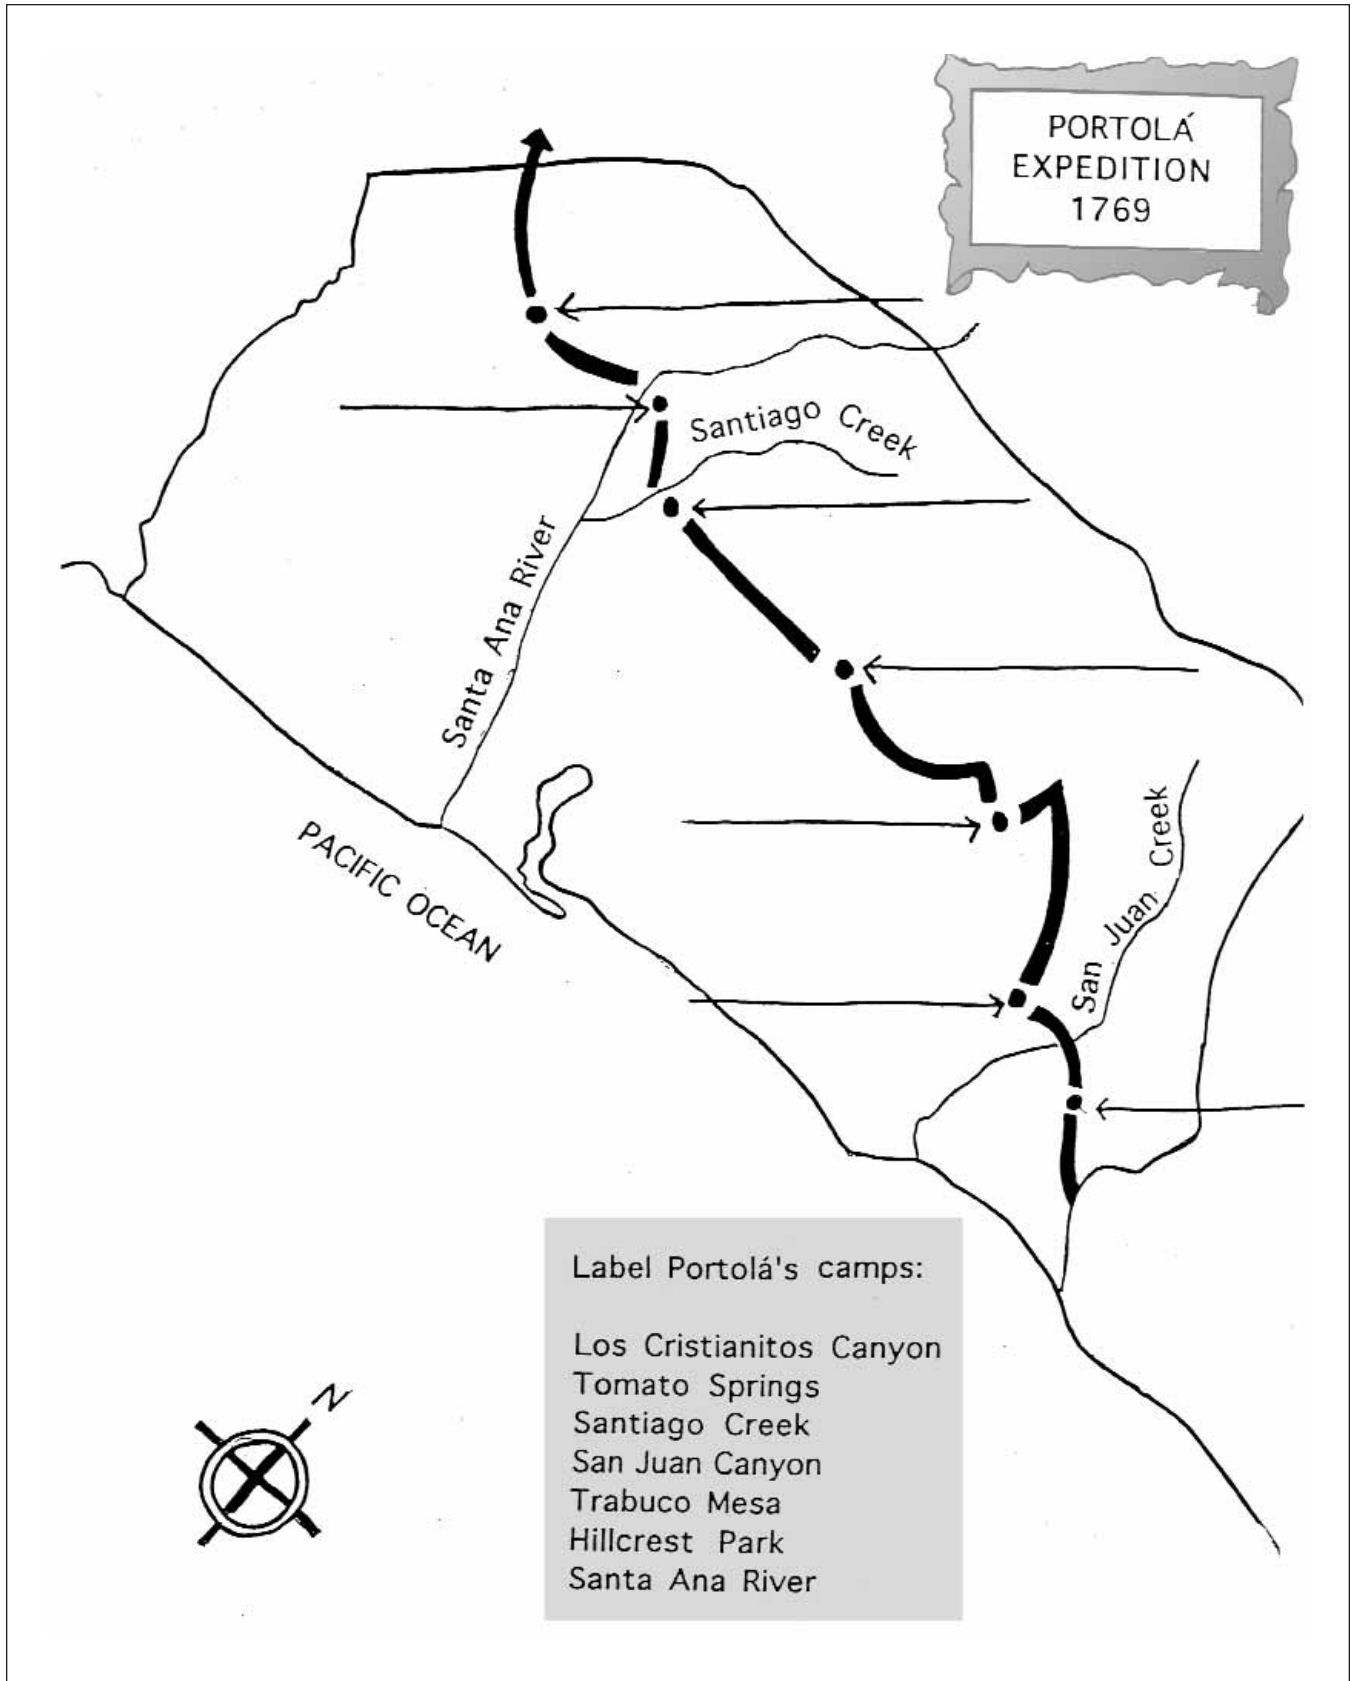 PORTOLÁ
EXPEDITION
1769
Santiago Creek
Santa Ana River
PACIFIC OCEAN
San Juan Creek
Label Portolá's camps:
Los Cristianitos Canyon
Tomato Springs
Santiago Creek
San Juan Canyon
Trabuco Mesa
Hillcrest Park
Santa Ana River
N